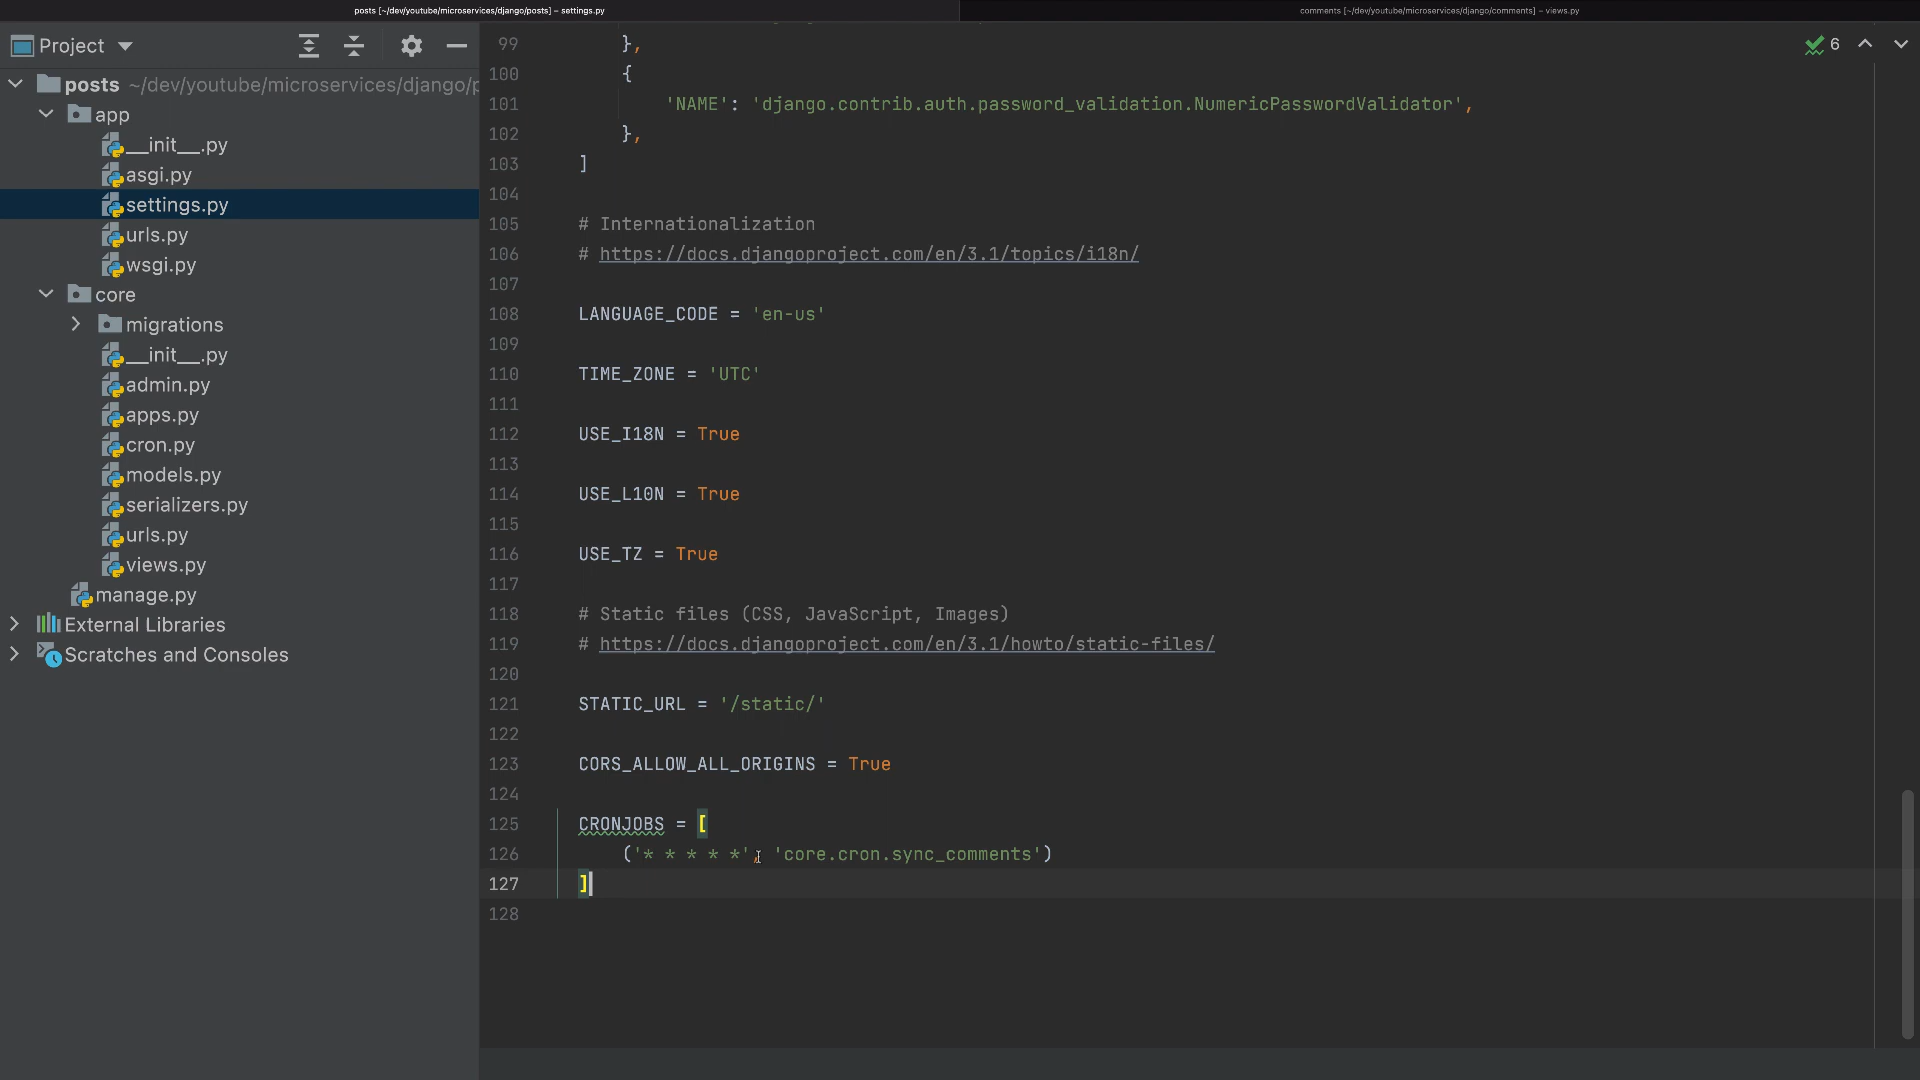 posts [~/dev/youtube/microservices/django/posts] – settings.py
comments [~/dev/youtube/microservices/django/comments] – views.py
Project
posts ~/dev/youtube/microservices/django/p
app
__init__.py
asgi.py
settings.py
urls.py
wsgi.py
core
migrations
__init__.py
admin.py
apps.py
cron.py
models.py
serializers.py
urls.py
views.py
manage.py
External Libraries
Scratches and Consoles
6
99 },
100 {
101 'NAME': 'django.contrib.auth.password_validation.NumericPasswordValidator',
102 },
103 ]
104
105 # Internationalization
106 # https://docs.djangoproject.com/en/3.1/topics/i18n/
107
108 LANGUAGE_CODE = 'en-us'
109
110 TIME_ZONE = 'UTC'
111
112 USE_I18N = True
113
114 USE_L10N = True
115
116 USE_TZ = True
117
118 # Static files (CSS, JavaScript, Images)
119 # https://docs.djangoproject.com/en/3.1/howto/static-files/
120
121 STATIC_URL = '/static/'
122
123 CORS_ALLOW_ALL_ORIGINS = True
124
125 CRONJOBS = [
126 ('* * * * *', 'core.cron.sync_comments')
127 ]
128